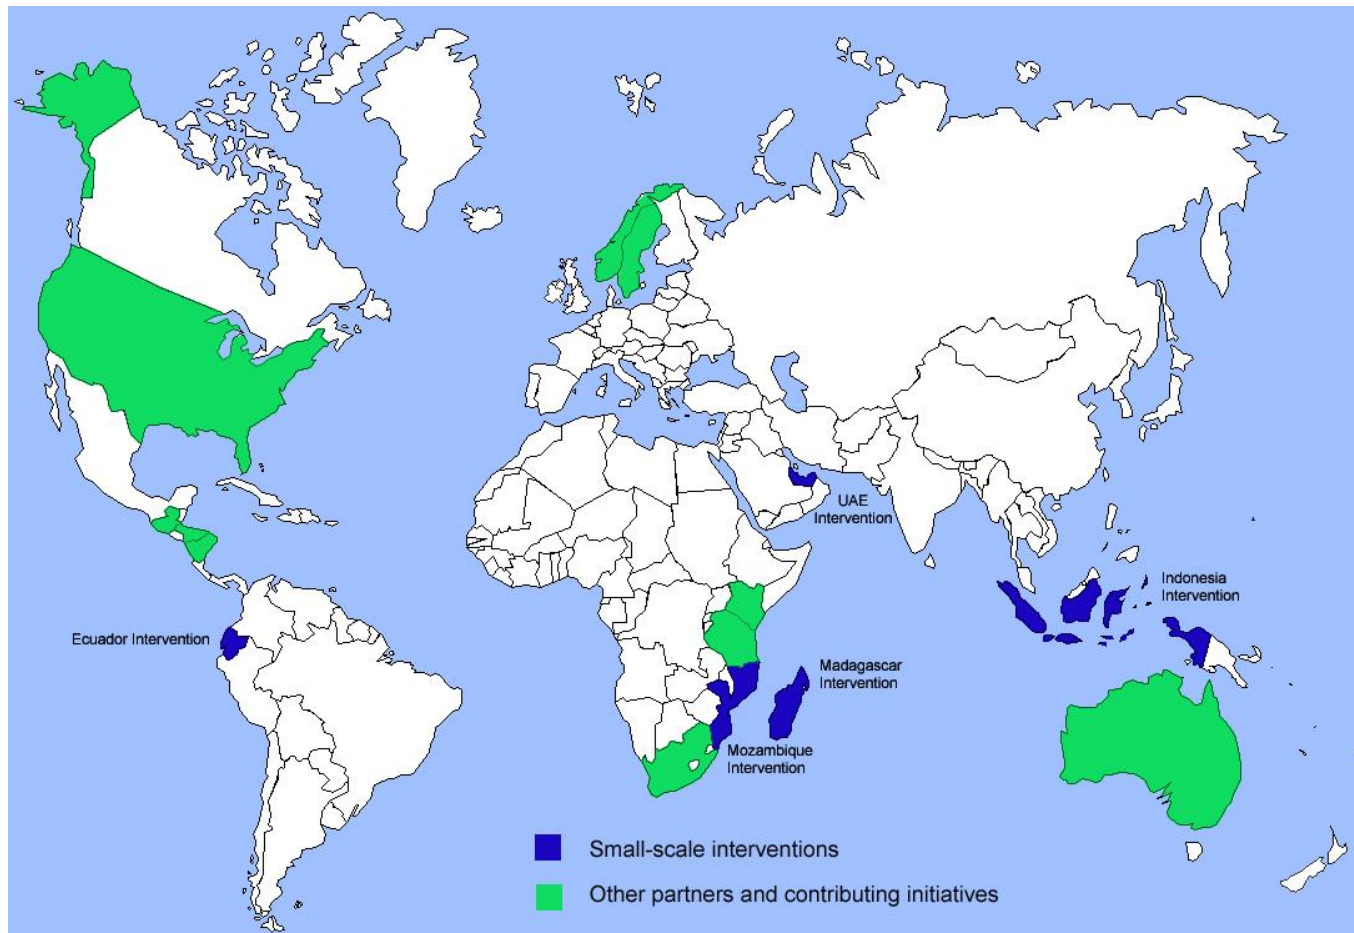 UAE
Intervention
Indonesia
Intervention
Ecuador Intervention
Madagascar
Intervention
Mozambique
Intervention
Small-scale interventions
Other partners and contributing initiatives